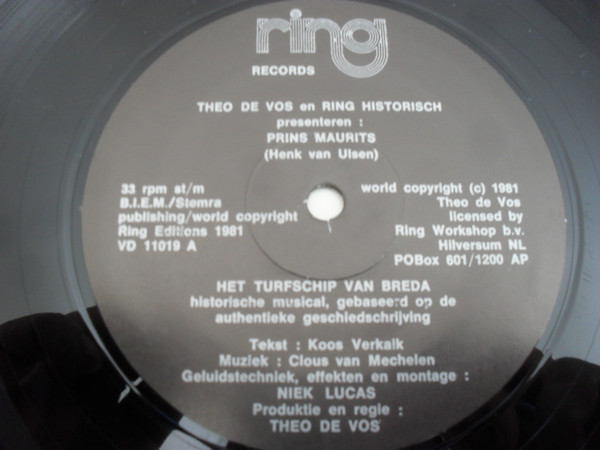 ring
RECORDS
THEO DE VOS en RING HISTORISCH
presenteren :
PRINS MAURITS
(Henk van Ulsen)
33 rpm st/m
B.I.E.M./Stemra
publishing/world copyright
Ring Editions 1981
VD 11019 A
world copyright (c) 1981
Theo de Vos
licensed by
Ring Workshop b.v.
Hilversum NL
POBox 601/1200 AP
HET TURFSCHIP VAN BREDA
historische musical, gebaseerd op de
authentieke geschiedschrijving
Tekst : Koos Verkaik
Muziek : Clous van Mechelen
Geluidstechniek, effekten en montage :
NIEK LUCAS
Produktie en regie :
THEO DE VOS